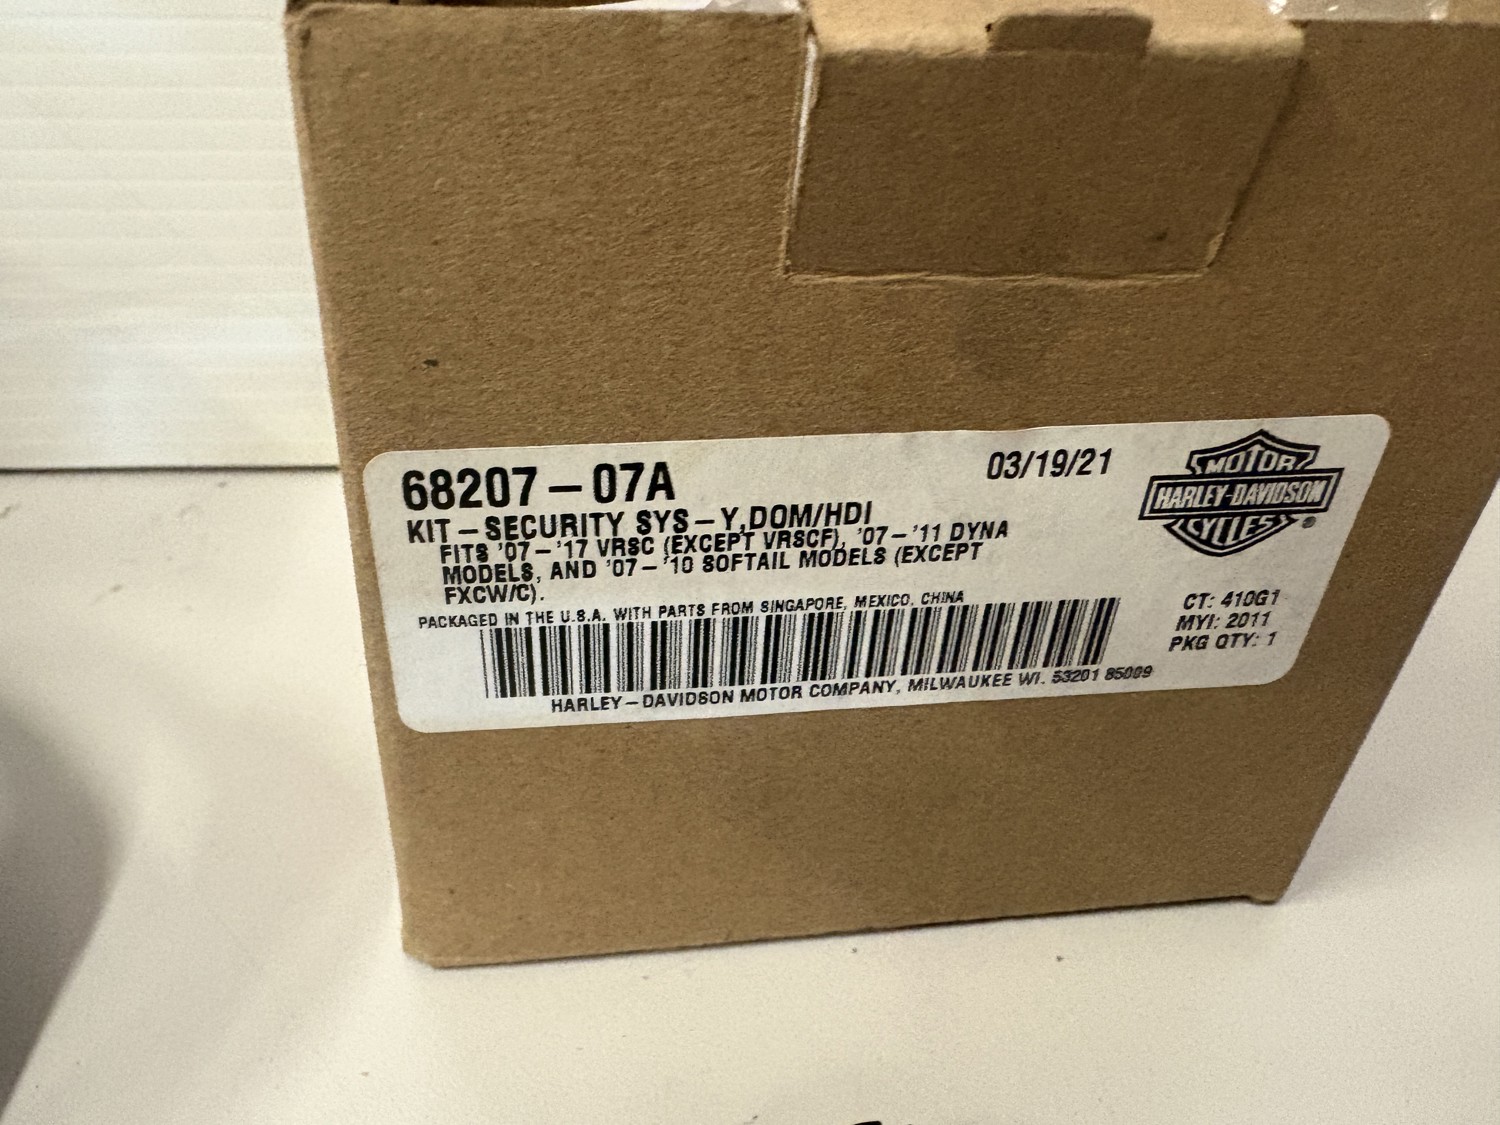 68207-07A
03/19/21
KIT-SECURITY SYS-Y,DOM/HDI
FITS '07-'17 VRSC (EXCEPT VRSCF), '07-'11 DYNA
MODELS, AND '07-'10 SOFTAIL MODELS (EXCEPT
FXCW/C).
PACKAGED IN THE U.S.A. WITH PARTS FROM SINGAPORE, MEXICO, CHINA
HARLEY-DAVIDSON MOTOR COMPANY, MILWAUKEE WI. 53201 85009
MOTOR
HARLEY-DAVIDSON
CYCLES
®
CT: 410G1
MYI: 2011
PKG QTY: 1